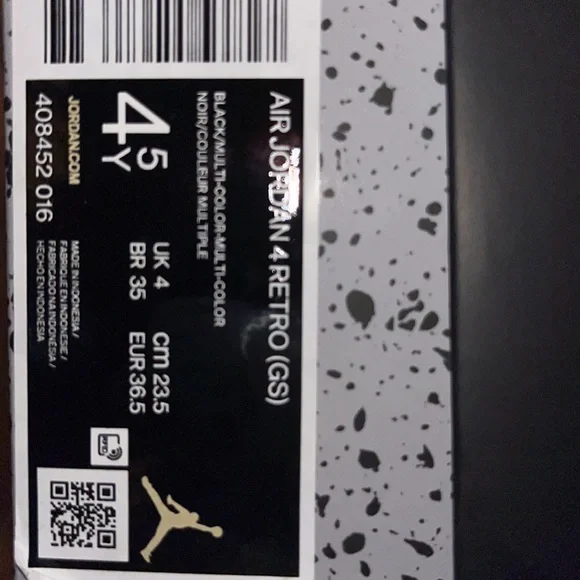 AIR JORDAN 4 RETRO (GS)
BLACK/MULTI-COLOR-MULTI-COLOR
NOIR/COULEUR MULTIPLE
4.5Y
UK 4 cm 23.5
BR 35 EUR 36.5
JORDAN.COM
408452 016
MADE IN INDONESIA /
FABRIQUE EN INDONESIE /
FABRICADO NA INDONÉSIA /
HECHO EN INDONESIA
RFID